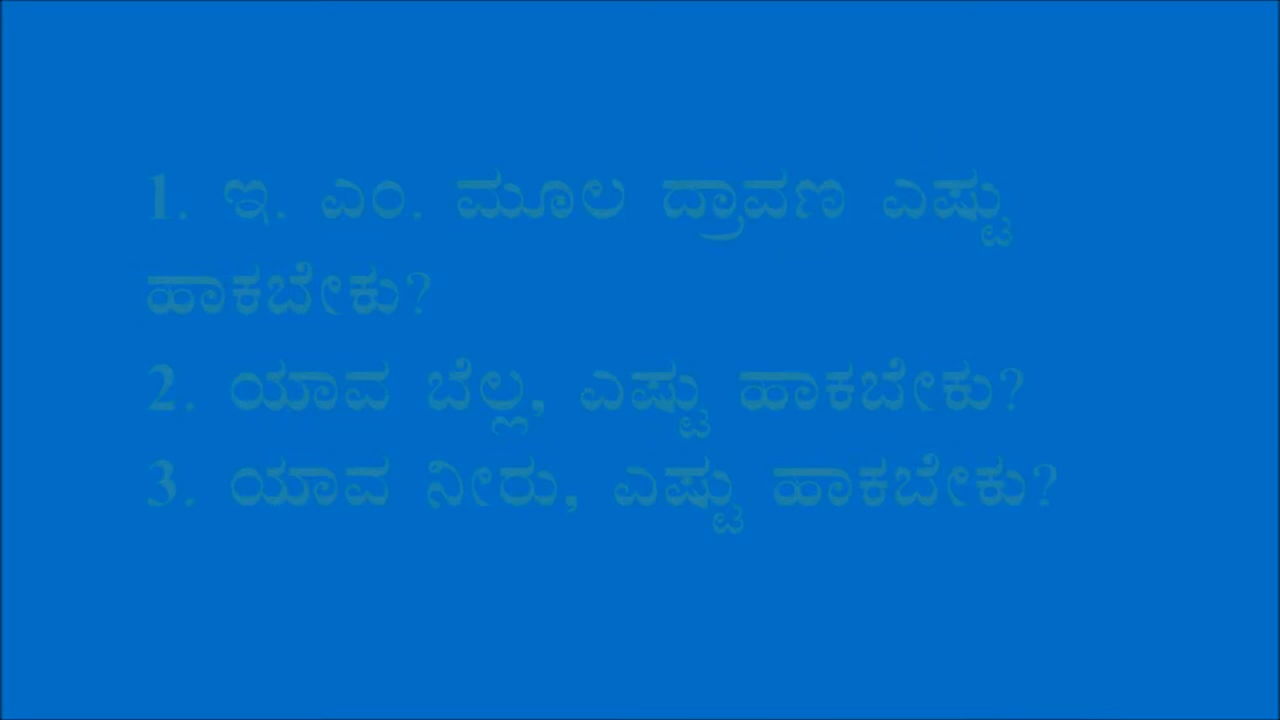 1. ಇ. ಎಂ. ಮೂಲ ದ್ರಾವಣ ಎಷ್ಟು
ಹಾಕಬೇಕು?
2. ಯಾವ ಬೆಲ್ಲ, ಎಷ್ಟು ಹಾಕಬೇಕು?
3. ಯಾವ ನೀರು, ಎಷ್ಟು ಹಾಕಬೇಕು?